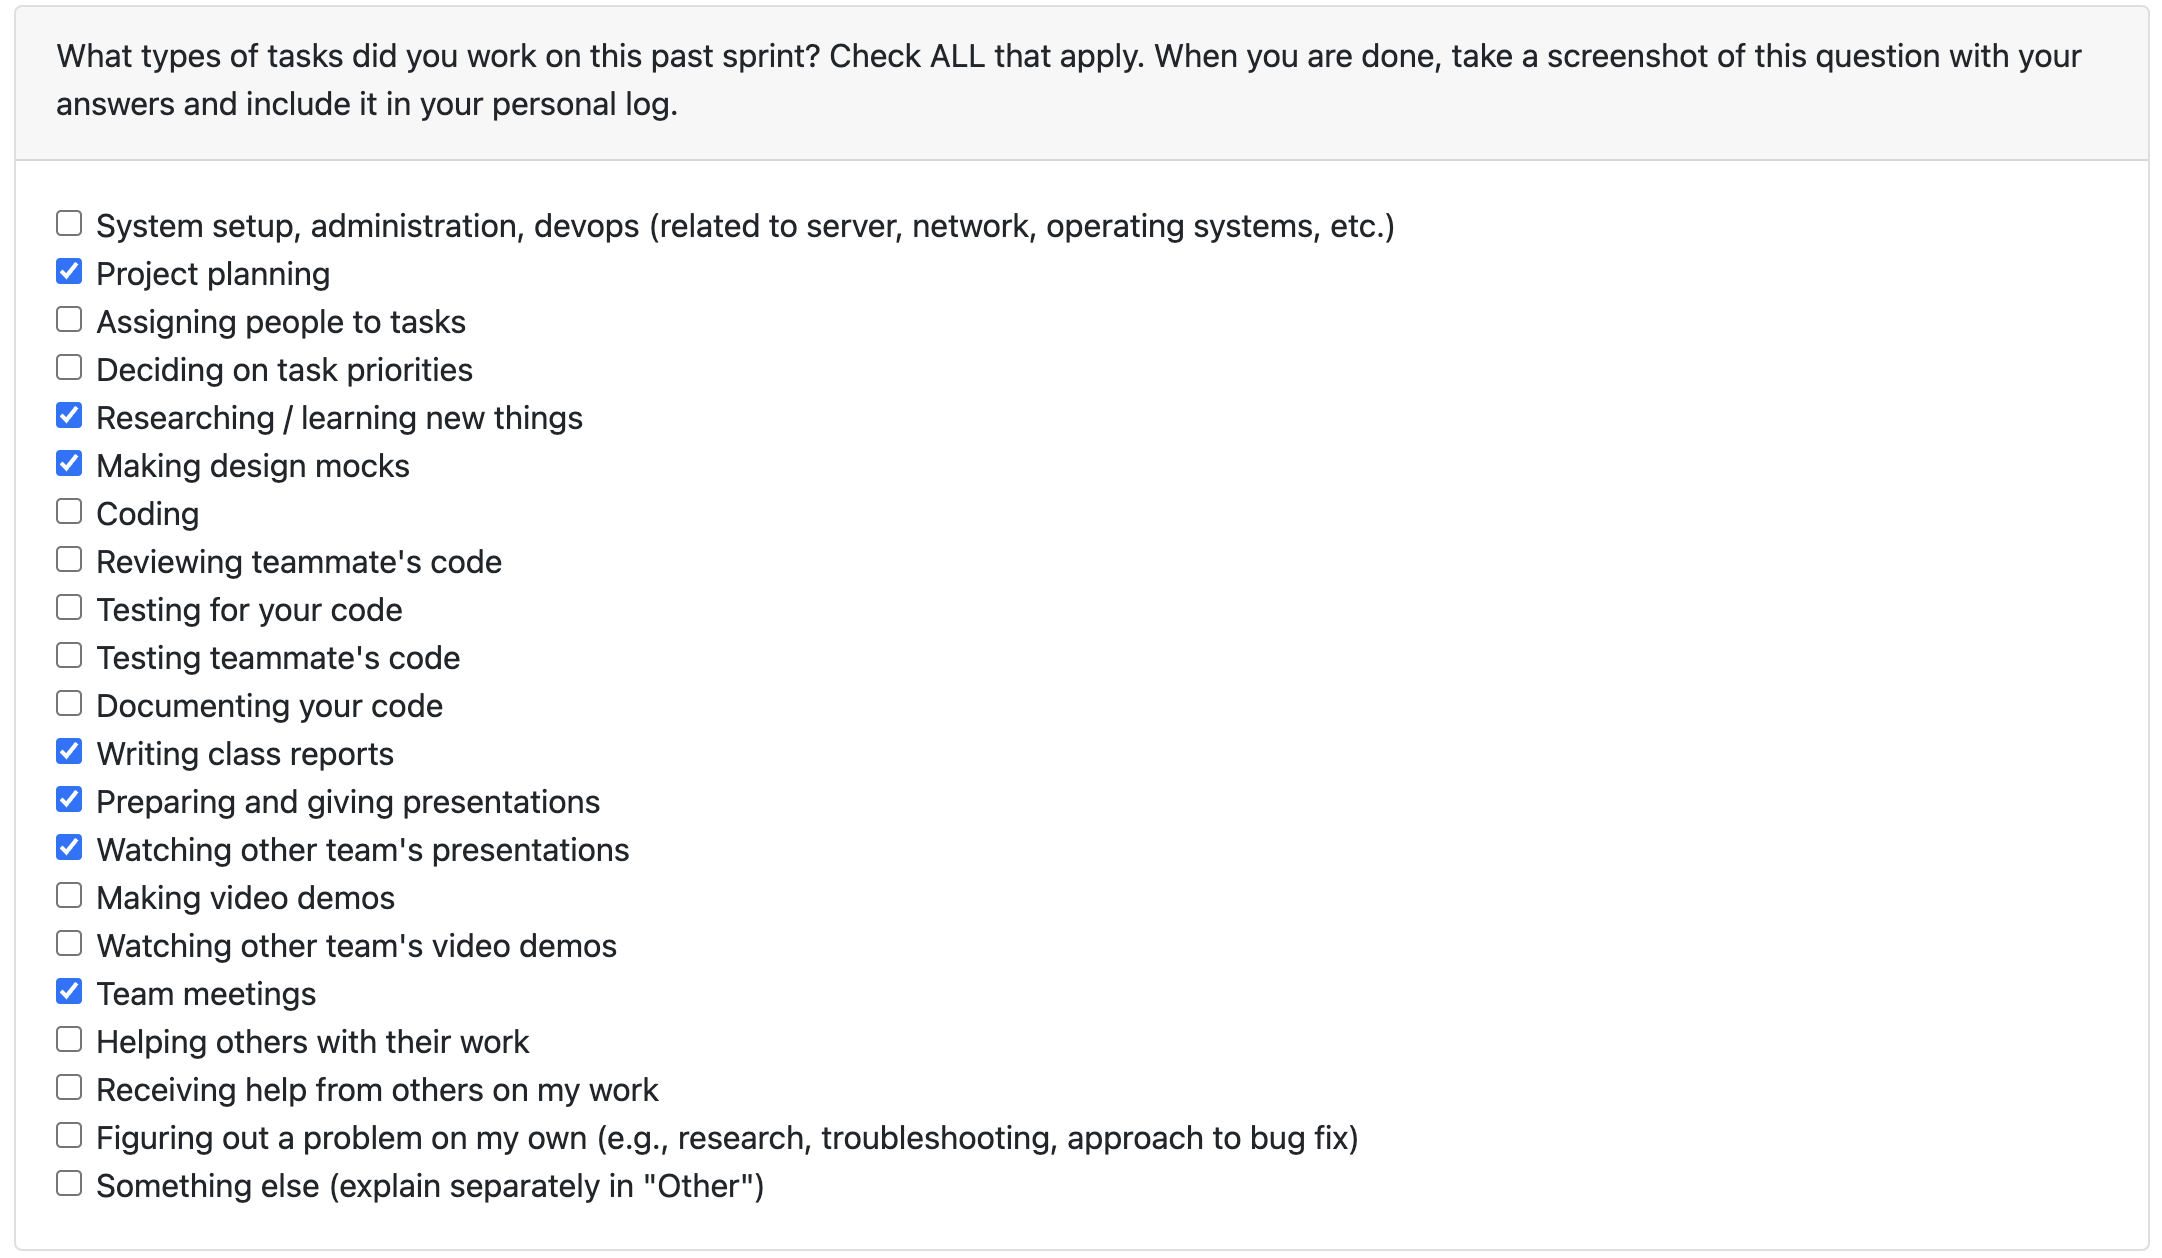 What types of tasks did you work on this past sprint? Check ALL that apply. When you are done, take a screenshot of this question with your
answers and include it in your personal log.
System setup, administration, devops (related to server, network, operating systems, etc.)
Project planning
Assigning people to tasks
Deciding on task priorities
Researching / learning new things
Making design mocks
Coding
Reviewing teammate's code
Testing for your code
Testing teammate's code
Documenting your code
Writing class reports
Preparing and giving presentations
Watching other team's presentations
Making video demos
Watching other team's video demos
Team meetings
Helping others with their work
Receiving help from others on my work
Figuring out a problem on my own (e.g., research, troubleshooting, approach to bug fix)
Something else (explain separately in "Other")